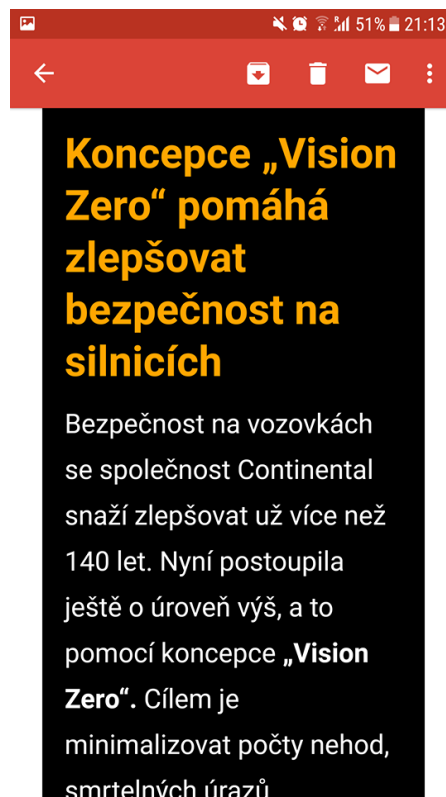 51% 21:13
Koncepce „Vision
Zero“ pomáhá
zlepšovat
bezpečnost na
silnicích
Bezpečnost na vozovkách
se společnost Continental
snaží zlepšovat už více než
140 let. Nyní postoupila
ještě o úroveň výš, a to
pomocí koncepce „Vision
Zero“. Cílem je
minimalizovat počty nehod,
smrtelných úrazů